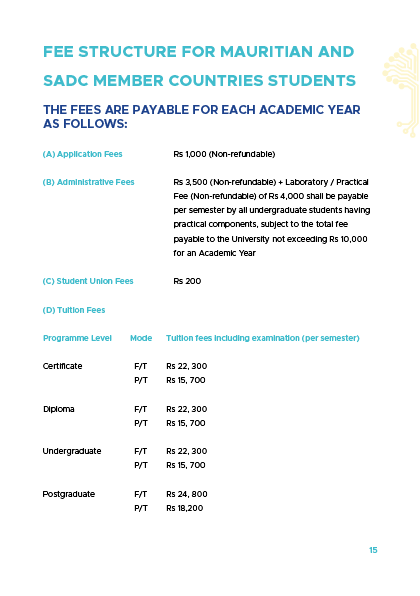 FEE STRUCTURE FOR MAURITIAN AND
SADC MEMBER COUNTRIES STUDENTS
THE FEES ARE PAYABLE FOR EACH ACADEMIC YEAR
AS FOLLOWS:
(A) Application Fees Rs 1,000 (Non-refundable)
(B) Administrative Fees Rs 3,500 (Non-refundable) + Laboratory / Practical
Fee (Non-refundable) of Rs 4,000 shall be payable
per semester by all undergraduate students having
practical components, subject to the total fee
payable to the University not exceeding Rs 10,000
for an Academic Year
(C) Student Union Fees Rs 200
(D) Tuition Fees
Programme Level Mode Tuition fees including examination (per semester)
Certificate F/T Rs 22, 300
P/T Rs 15, 700
Diploma F/T Rs 22, 300
P/T Rs 15, 700
Undergraduate F/T Rs 22, 300
P/T Rs 15, 700
Postgraduate F/T Rs 24, 800
P/T Rs 18,200
15